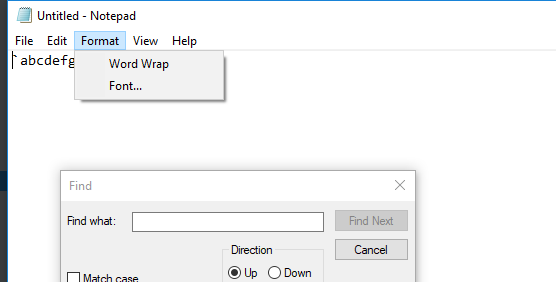 Untitled - Notepad
File Edit Format View Help
`abcdefg
Word Wrap
Font...
Find
Find what:
Find Next
Cancel
Direction
Up Down
Match case